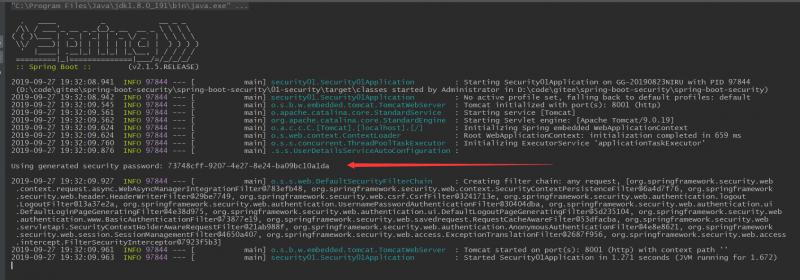 "C:\Program Files\Java\jdk1.8.0_191\bin\java.exe" ...
:: Spring Boot ::        (v2.1.5.RELEASE)
2019-09-27 19:32:08.941  INFO 97844 --- [           main] security01.Security01Application         : Starting Security01Application on GG-20190823NIRU with PID 97844
(D:\code\gitee\spring-boot-security\spring-boot-security\01-security\target\classes started by Administrator in D:\code\gitee\spring-boot-security\spring-boot-security)
2019-09-27 19:32:08.942  INFO 97844 --- [           main] security01.Security01Application         : No active profile set, falling back to default profiles: default
2019-09-27 19:32:09.545  INFO 97844 --- [           main] o.s.b.w.embedded.tomcat.TomcatWebServer  : Tomcat initialized with port(s): 8001 (http)
2019-09-27 19:32:09.561  INFO 97844 --- [           main] o.apache.catalina.core.StandardService   : Starting service [Tomcat]
2019-09-27 19:32:09.561  INFO 97844 --- [           main] org.apache.catalina.core.StandardEngine  : Starting Servlet engine: [Apache Tomcat/9.0.19]
2019-09-27 19:32:09.624  INFO 97844 --- [           main] o.a.c.c.C.[Tomcat].[localhost].[/]       : Initializing Spring embedded WebApplicationContext
2019-09-27 19:32:09.624  INFO 97844 --- [           main] o.s.web.context.ContextLoader            : Root WebApplicationContext: initialization completed in 659 ms
2019-09-27 19:32:09.760  INFO 97844 --- [           main] o.s.s.concurrent.ThreadPoolTaskExecutor  : Initializing ExecutorService 'applicationTaskExecutor'
2019-09-27 19:32:09.876  INFO 97844 --- [           main] .s.s.UserDetailsServiceAutoConfiguration :
Using generated security password: 73748cff-9207-4e27-8e24-ba09bc10a1da
2019-09-27 19:32:09.927  INFO 97844 --- [           main] o.s.s.web.DefaultSecurityFilterChain     : Creating filter chain: any request, [org.springframework.security.web
.context.request.async.WebAsyncManagerIntegrationFilter@783efb48, org.springframework.security.web.context.SecurityContextPersistenceFilter@6a4d7f76, org.springframework
.security.web.header.HeaderWriterFilter@29be7749, org.springframework.security.web.csrf.CsrfFilter@3241713e, org.springframework.security.web.authentication.logout
.LogoutFilter@13a37e2a, org.springframework.security.web.authentication.UsernamePasswordAuthenticationFilter@30404dba, org.springframework.security.web.authentication.ui
.DefaultLoginPageGeneratingFilter@4e38d975, org.springframework.security.web.authentication.ui.DefaultLogoutPageGeneratingFilter@5d235104, org.springframework.security.web
.authentication.www.BasicAuthenticationFilter@73877e19, org.springframework.security.web.savedrequest.RequestCacheAwareFilter@53dfacba, org.springframework.security.web
.servletapi.SecurityContextHolderAwareRequestFilter@21ab988f, org.springframework.security.web.authentication.AnonymousAuthenticationFilter@4e8e8621, org.springframework
.security.web.session.SessionManagementFilter@4650a407, org.springframework.security.web.access.ExceptionTranslationFilter@2687f956, org.springframework.security.web.access
.intercept.FilterSecurityInterceptor@7923f5b3]
2019-09-27 19:32:09.961  INFO 97844 --- [           main] o.s.b.w.embedded.tomcat.TomcatWebServer  : Tomcat started on port(s): 8001 (http) with context path ''
2019-09-27 19:32:09.963  INFO 97844 --- [           main] security01.Security01Application         : Started Security01Application in 1.271 seconds (JVM running for 1.672)